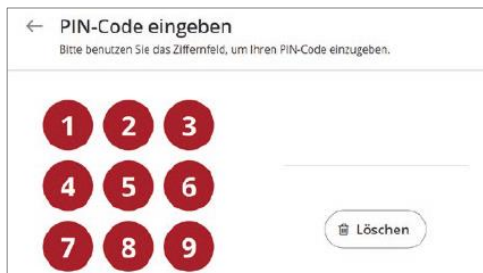 ← PIN-Code eingeben
Bitte benutzen Sie das Ziffernfeld, um Ihren PIN-Code einzugeben.
1 2 3
4 5 6
Löschen
7 8 9